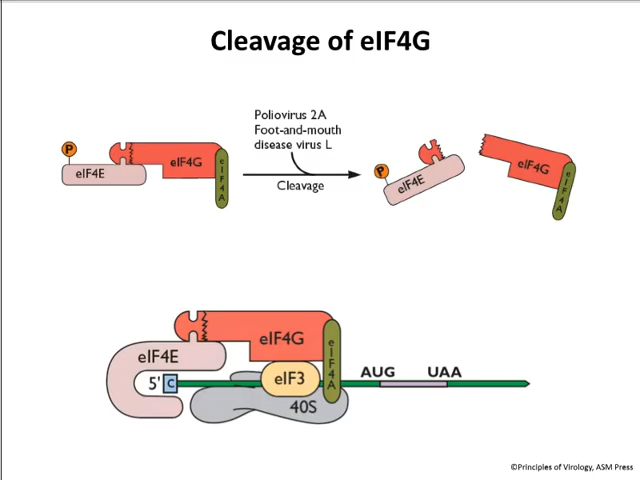 Cleavage of eIF4G
Poliovirus 2A
Foot-and-mouth
disease virus L
Cleavage
P
eIF4E
eIF4G
eIF4A
P
eIF4E
eIF4G
eIF4A
eIF4G
eIF4E
eIF4A
5'
C
eIF3
40S
AUG
UAA
©Principles of Virology, ASM Press